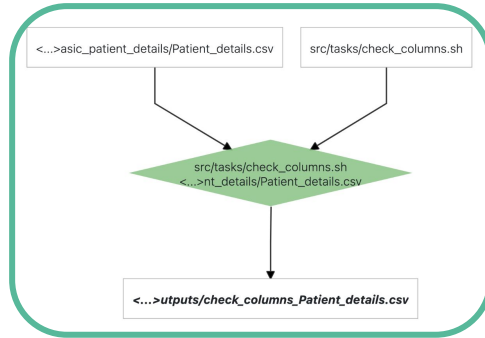 <...>asic_patient_details/Patient_details.csv
src/tasks/check_columns.sh
src/tasks/check_columns.sh
<...>nt_details/Patient_details.csv
<...>utputs/check_columns_Patient_details.csv